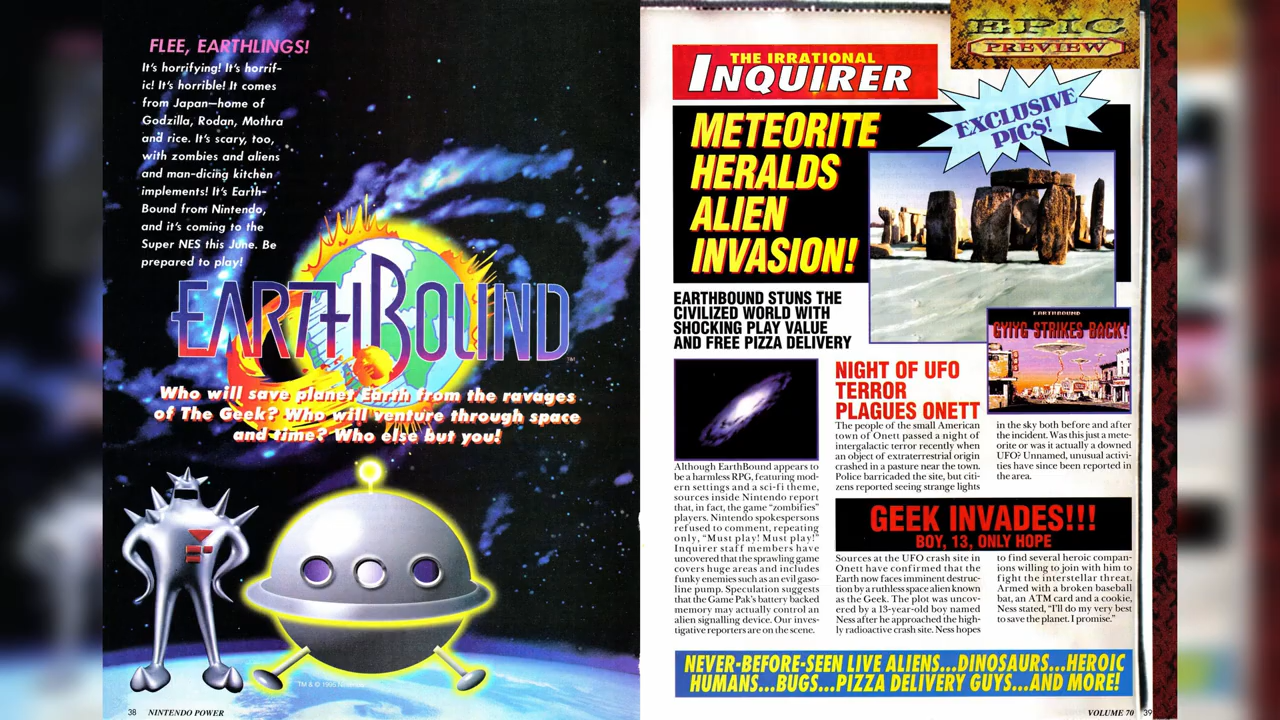 FLEE, EARTHLINGS!
It's horrifying! It's horrif-
ic! It's horrible! It comes
from Japan—home of
Godzilla, Rodan, Mothra
and rice. It's scary, too,
with zombies and aliens
and man-dicing kitchen
implements! It's Earth-
Bound from Nintendo,
and it's coming to the
Super NES this June. Be
prepared to play!
EARTHBOUND
TM
Who will save planet Earth from the ravages
of The Geek? Who will venture through space
and time? Who else but you!
TM & © 1995 Nintendo
38 NINTENDO POWER
EPIC
PREVIEW
THE IRRATIONAL
INQUIRER
EXCLUSIVE
PICS!
METEORITE
HERALDS
ALIEN
INVASION!
EARTHBOUND STUNS THE
CIVILIZED WORLD WITH
SHOCKING PLAY VALUE
AND FREE PIZZA DELIVERY
EARTHBOUND
GYIYG STRIKES BACK!
Although EarthBound appears to
be a harmless RPG, featuring mod-
ern settings and a sci-fi theme,
sources inside Nintendo report
that, in fact, the game "zombifies"
players. Nintendo spokespersons
refused to comment, repeating
only, "Must play! Must play!"
Inquirer staff members have
uncovered that the sprawling game
covers huge areas and includes
funky enemies such as an evil gaso-
line pump. Speculation suggests
that the Game Pak's battery backed
memory may actually control an
alien signalling device. Our inves-
tigative reporters are on the scene.
NIGHT OF UFO
TERROR
PLAGUES ONETT
The people of the small American
town of Onett passed a night of
intergalactic terror recently when
an object of extraterrestrial origin
crashed in a pasture near the town.
Police barricaded the site, but citi-
zens reported seeing strange lights
in the sky both before and after
the incident. Was this just a mete-
orite or was it actually a downed
UFO? Unnamed, unusual activi-
ties have since been reported in
the area.
GEEK INVADES!!!
BOY, 13, ONLY HOPE
Sources at the UFO crash site in
Onett have confirmed that the
Earth now faces imminent destruc-
tion by a ruthless space alien known
as the Geek. The plot was uncov-
ered by a 13-year-old boy named
Ness after he approached the high-
ly radioactive crash site. Ness hopes
to find several heroic compan-
ions willing to join with him to
fight the interstellar threat.
Armed with a broken baseball
bat, an ATM card and a cookie,
Ness stated, "I'll do my very best
to save the planet. I promise."
NEVER-BEFORE-SEEN LIVE ALIENS...DINOSAURS...HEROIC
HUMANS...BUGS...PIZZA DELIVERY GUYS...AND MORE!
VOLUME 70 39